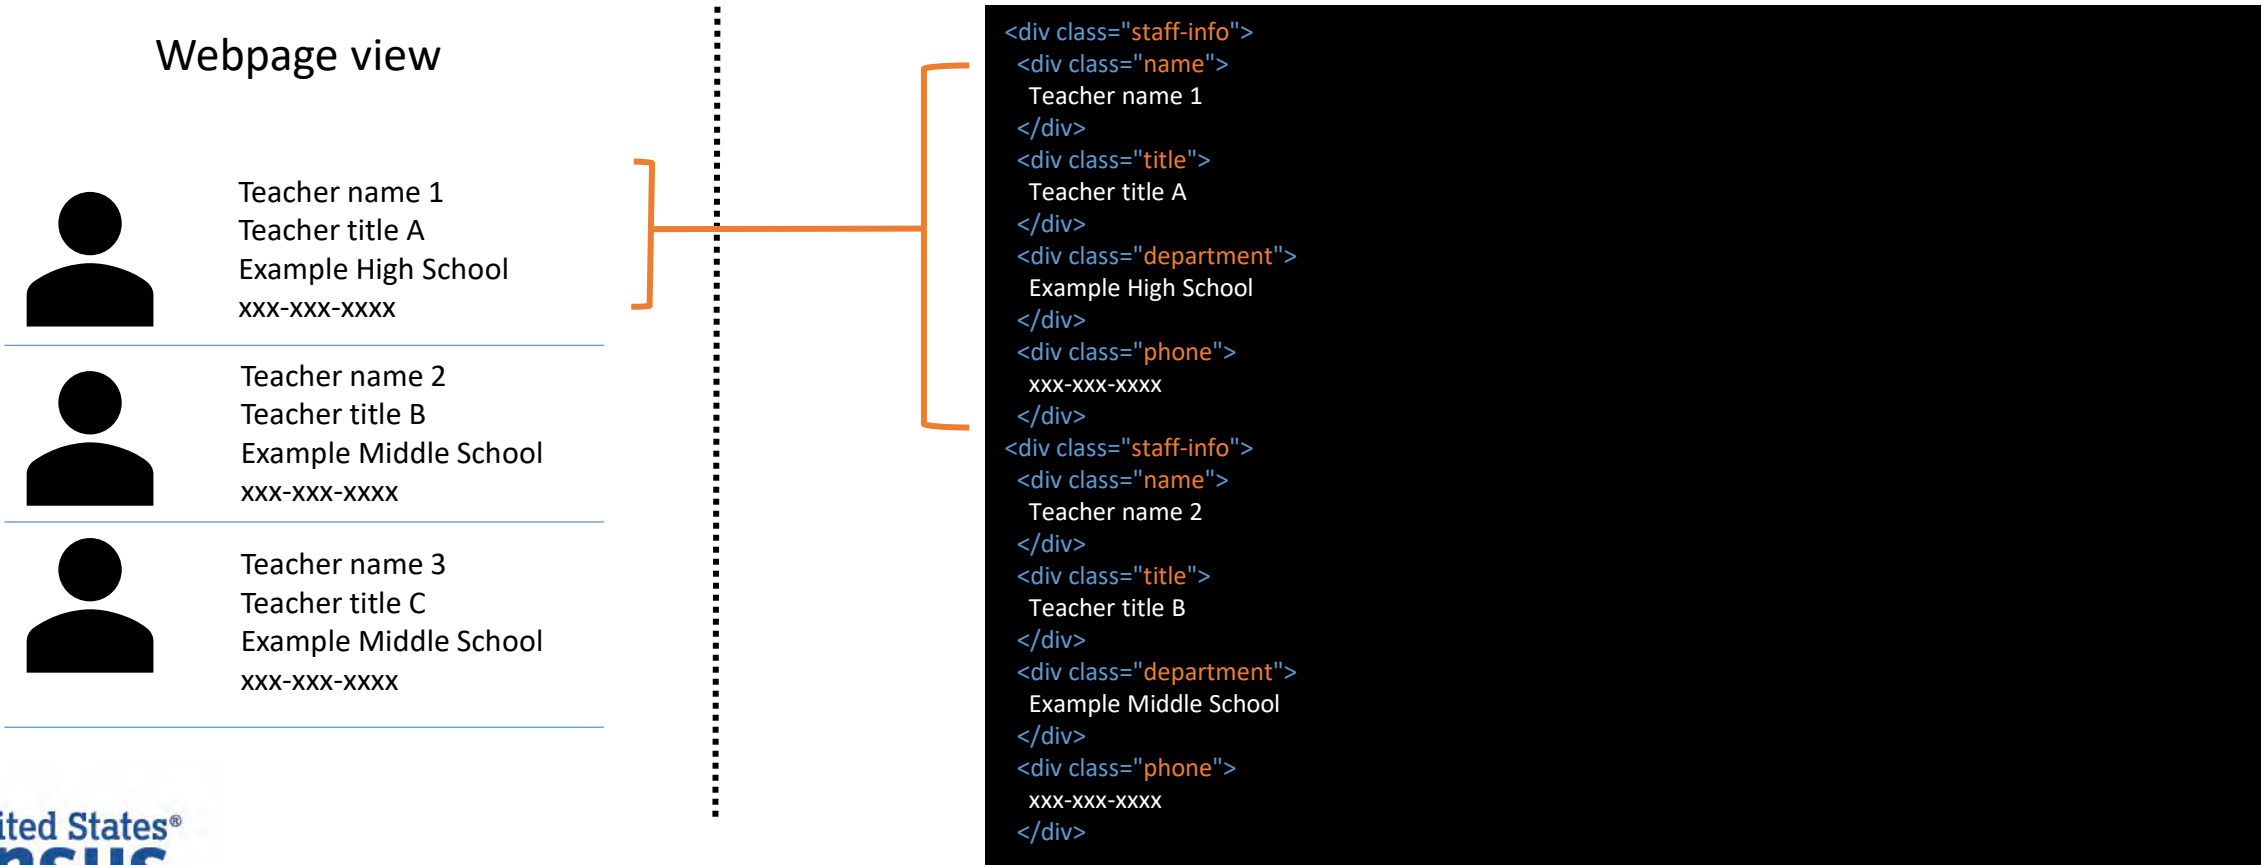 Webpage view
Teacher name 1
Teacher title A
Example High School
xxx-xxx-xxxx
Teacher name 2
Teacher title B
Example Middle School
xxx-xxx-xxxx
Teacher name 3
Teacher title C
Example Middle School
xxx-xxx-xxxx
States®
<div class="staff-info">
<div class="name">
Teacher name 1
</div>
<div class="title">
Teacher title A
</div>
<div class="department">
Example High School
</div>
<div class="phone">
xxx-xxx-xxxx
</div>
<div class="staff-info">
<div class="name">
Teacher name 2
</div>
<div class="title">
Teacher title B
</div>
<div class="department">
Example Middle School
</div>
<div class="phone">
xxx-xxx-xxxx
</div>